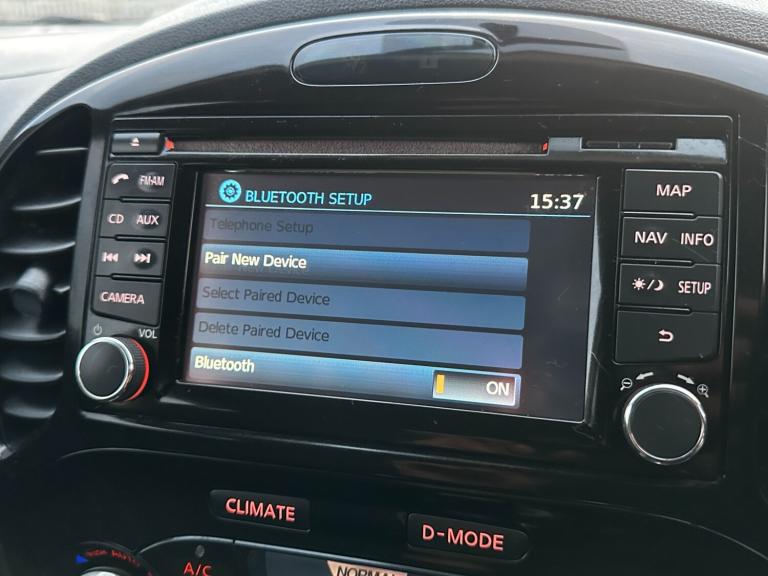 FM·AM
CD AUX
CAMERA
VOL
BLUETOOTH SETUP 15:37
Telephone Setup
Pair New Device
Select Paired Device
Delete Paired Device
Bluetooth ON
MAP
NAV INFO
SETUP
CLIMATE
D-MODE
A/C
NORMAL